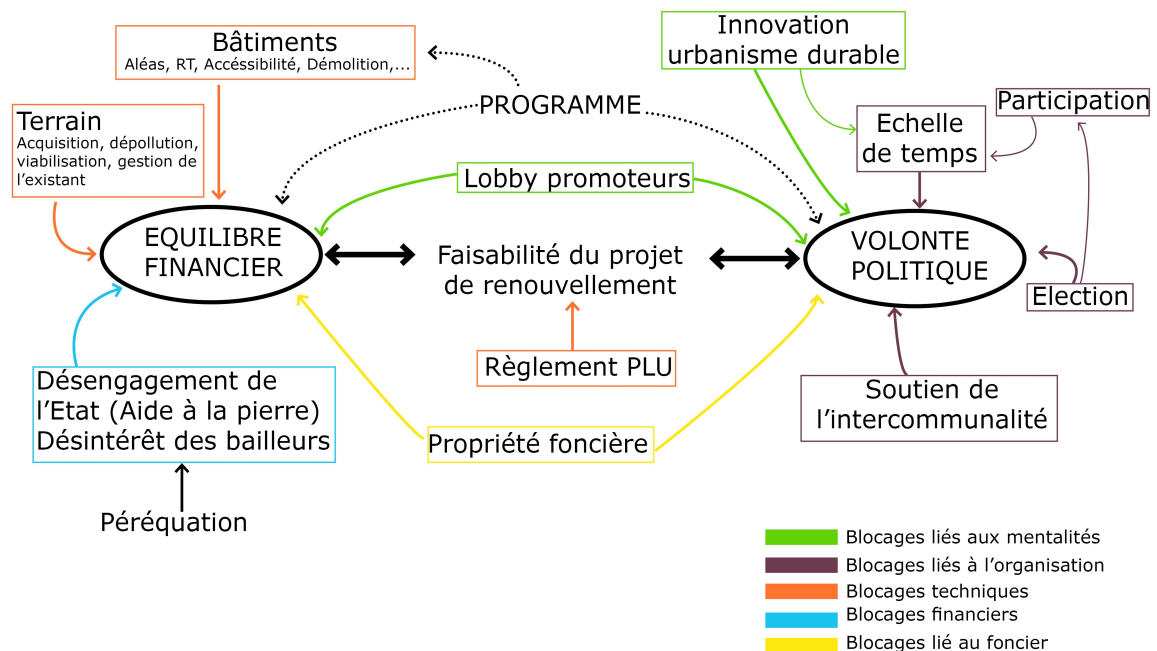 Bâtiments
Aléas, RT, Accéssibilité, Démolition,...
Innovation
urbanisme durable
PROGRAMME
Participation
Terrain
Acquisition, dépollution,
viabilisation, gestion de
l'existant
Echelle
de temps
Lobby promoteurs
EQUILIBRE
FINANCIER
Faisabilité du projet
de renouvellement
VOLONTE
POLITIQUE
Election
Règlement PLU
Désengagement de
l'Etat (Aide à la pierre)
Désintérêt des bailleurs
Soutien de
l'intercommunalité
Propriété foncière
Péréquation
Blocages liés aux mentalités
Blocages liés à l'organisation
Blocages techniques
Blocages financiers
Blocages lié au foncier